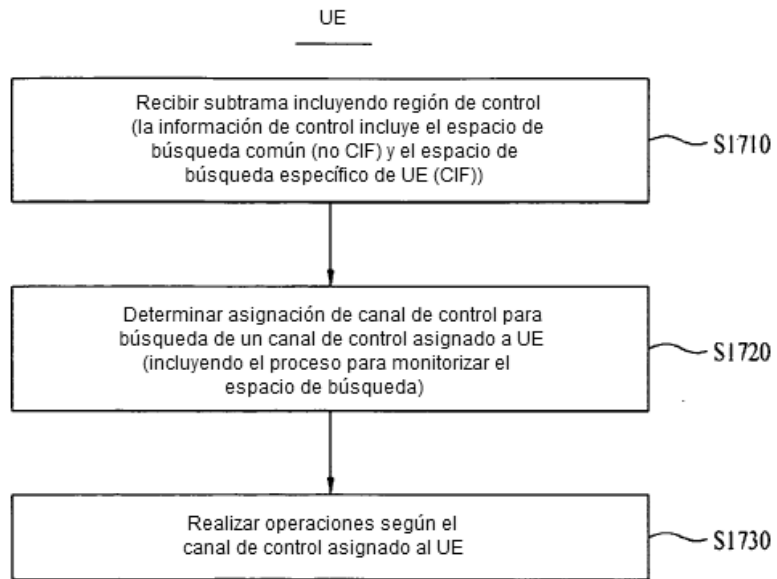 UE
Recibir subtrama incluyendo región de control
(la información de control incluye el espacio de
búsqueda común (no CIF) y el espacio de
búsqueda específico de UE (CIF))
S1710
Determinar asignación de canal de control para
búsqueda de un canal de control asignado a UE
(incluyendo el proceso para monitorizar el
espacio de búsqueda)
S1720
Realizar operaciones según el
canal de control asignado al UE
S1730